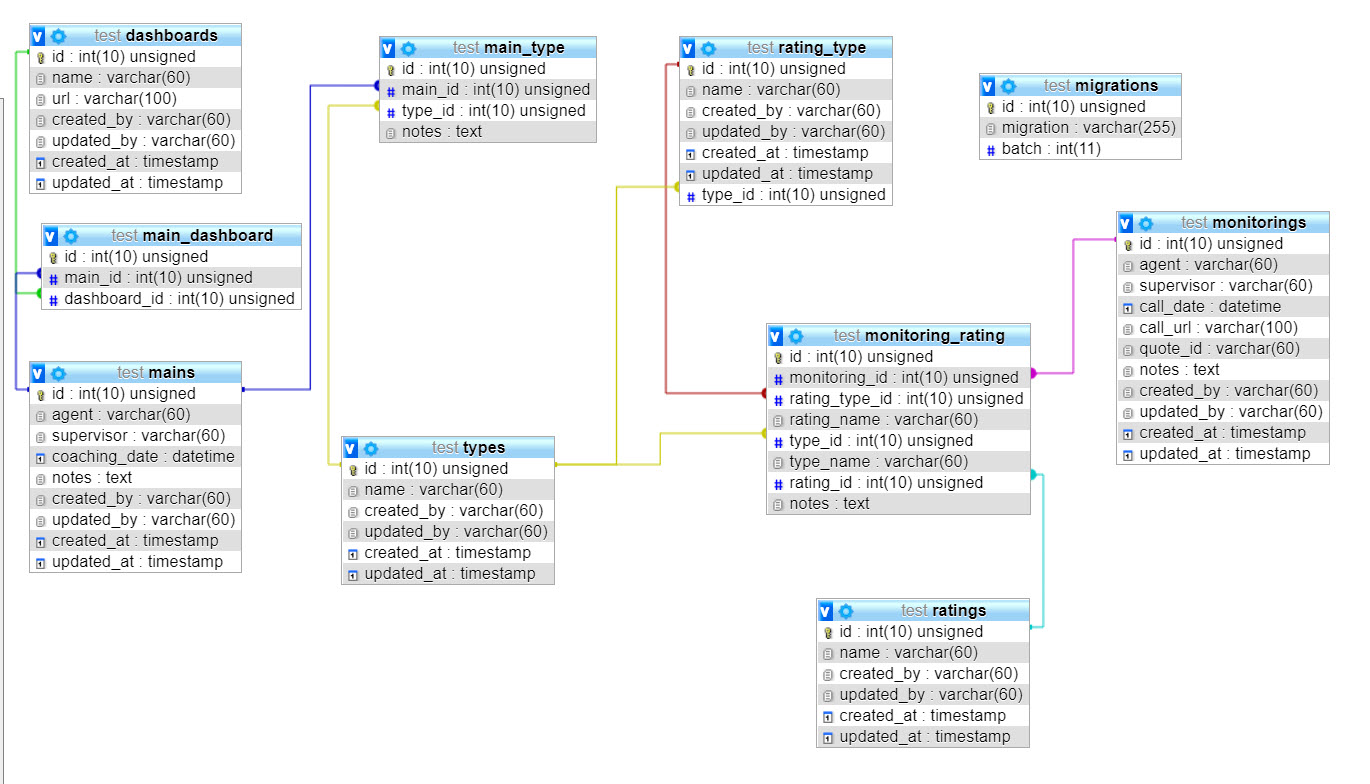 test dashboards
id : int(10) unsigned
name : varchar(60)
url : varchar(100)
created_by : varchar(60)
updated_by : varchar(60)
created_at : timestamp
updated_at : timestamp
test main_dashboard
id : int(10) unsigned
main_id : int(10) unsigned
dashboard_id : int(10) unsigned
test mains
id : int(10) unsigned
agent : varchar(60)
supervisor : varchar(60)
coaching_date : datetime
notes : text
created_by : varchar(60)
updated_by : varchar(60)
created_at : timestamp
updated_at : timestamp
test main_type
id : int(10) unsigned
main_id : int(10) unsigned
type_id : int(10) unsigned
notes : text
test types
id : int(10) unsigned
name : varchar(60)
created_by : varchar(60)
updated_by : varchar(60)
created_at : timestamp
updated_at : timestamp
test rating_type
id : int(10) unsigned
name : varchar(60)
created_by : varchar(60)
updated_by : varchar(60)
created_at : timestamp
updated_at : timestamp
type_id : int(10) unsigned
test monitoring_rating
id : int(10) unsigned
monitoring_id : int(10) unsigned
rating_type_id : int(10) unsigned
rating_name : varchar(60)
type_id : int(10) unsigned
type_name : varchar(60)
rating_id : int(10) unsigned
notes : text
test ratings
id : int(10) unsigned
name : varchar(60)
created_by : varchar(60)
updated_by : varchar(60)
created_at : timestamp
updated_at : timestamp
test migrations
id : int(10) unsigned
migration : varchar(255)
batch : int(11)
test monitorings
id : int(10) unsigned
agent : varchar(60)
supervisor : varchar(60)
call_date : datetime
call_url : varchar(100)
quote_id : varchar(60)
notes : text
created_by : varchar(60)
updated_by : varchar(60)
created_at : timestamp
updated_at : timestamp